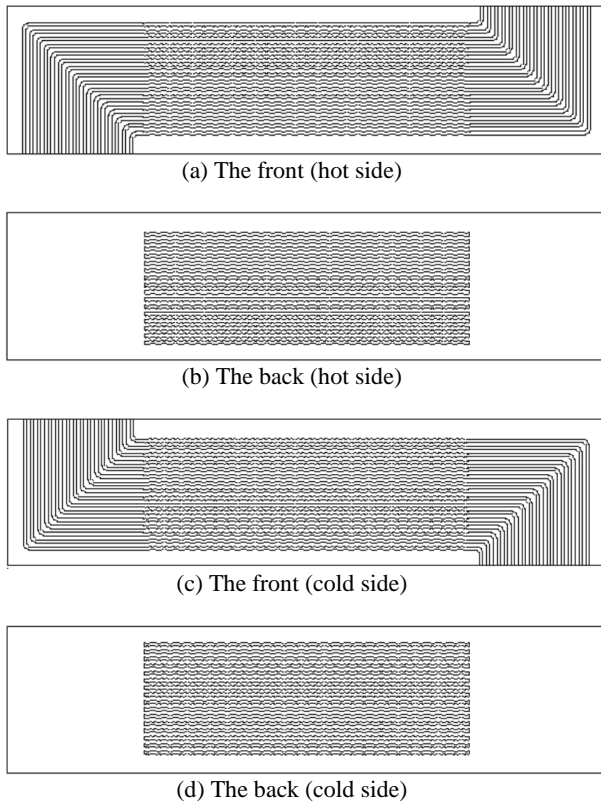 (a) The front (hot side)
(b) The back (hot side)
(c) The front (cold side)
(d) The back (cold side)